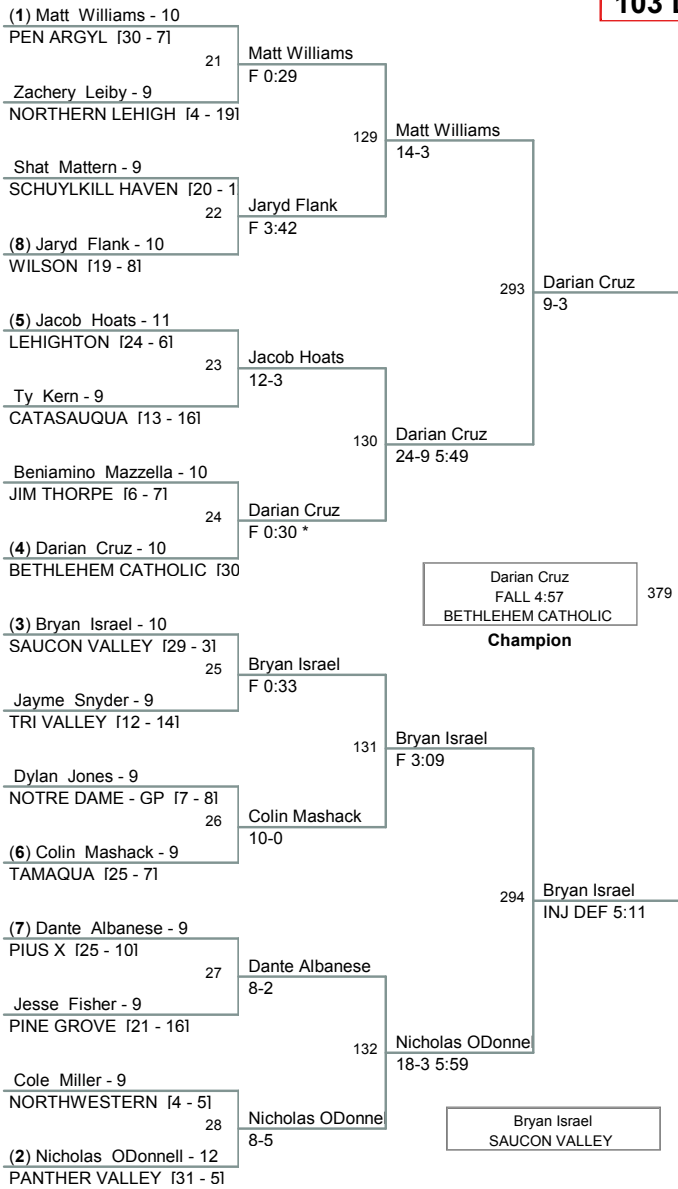 103 
(1) Matt Williams - 10
PEN ARGYL [30 - 7]
21
Matt Williams
F 0:29
Zachery Leiby - 9
NORTHERN LEHIGH [4 - 19]
129
Matt Williams
14-3
Shat Mattern - 9
SCHUYLKILL HAVEN [20 - 1
22
Jaryd Flank
F 3:42
(8) Jaryd Flank - 10
WILSON [19 - 8]
293
Darian Cruz
9-3
(5) Jacob Hoats - 11
LEHIGHTON [24 - 6]
23
Jacob Hoats
12-3
Ty Kern - 9
CATASAUQUA [13 - 16]
130
Darian Cruz
24-9 5:49
Beniamino Mazzella - 10
JIM THORPE [6 - 7]
24
Darian Cruz
F 0:30 *
(4) Darian Cruz - 10
BETHLEHEM CATHOLIC [30
Darian Cruz
FALL 4:57
BETHLEHEM CATHOLIC
379
Champion
(3) Bryan Israel - 10
SAUCON VALLEY [29 - 3]
25
Bryan Israel
F 0:33
Jayme Snyder - 9
TRI VALLEY [12 - 14]
131
Bryan Israel
F 3:09
Dylan Jones - 9
NOTRE DAME - GP [7 - 8]
26
Colin Mashack
10-0
(6) Colin Mashack - 9
TAMAQUA [25 - 7]
294
Bryan Israel
INJ DEF 5:11
(7) Dante Albanese - 9
PIUS X [25 - 10]
27
Dante Albanese
8-2
Jesse Fisher - 9
PINE GROVE [21 - 16]
132
Nicholas ODonne
18-3 5:59
Cole Miller - 9
NORTHWESTERN [4 - 5]
28
Nicholas ODonnel
8-5
(2) Nicholas ODonnell - 12
PANTHER VALLEY [31 - 5]
Bryan Israel
SAUCON VALLEY